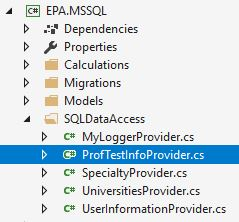 EPA.MSSQL
Dependencies
Properties
Calculations
Migrations
Models
SQLDataAccess
C# MyLoggerProvider.cs
C# ProfTestInfoProvider.cs
C# SpecialtyProvider.cs
C# UniversitiesProvider.cs
C# UserInformationProvider.cs